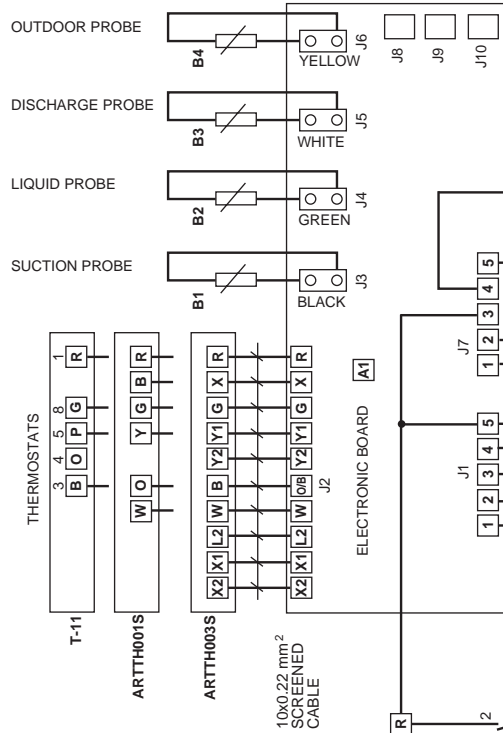 OUTDOOR PROBE
B4
YELLOW
J6
J8
J9
J10
DISCHARGE PROBE
B3
WHITE
J5
LIQUID PROBE
B2
GREEN
J4
SUCTION PROBE
B1
BLACK
J3
THERMOSTATS
3 4 5 8 1
B O P G R
T-11
W O Y G B R
ARTTH001S
X2 X1 L2 W B Y2 Y1 G X R
ARTTH003S
X2 X1 L2 W O/B Y2 Y1 G X R
J2
10x0.22 mm²
SCREENED
CABLE
ELECTRONIC BOARD
A1
J7
1 2 3 4 5
J1
1 2 3 4 5
R
2